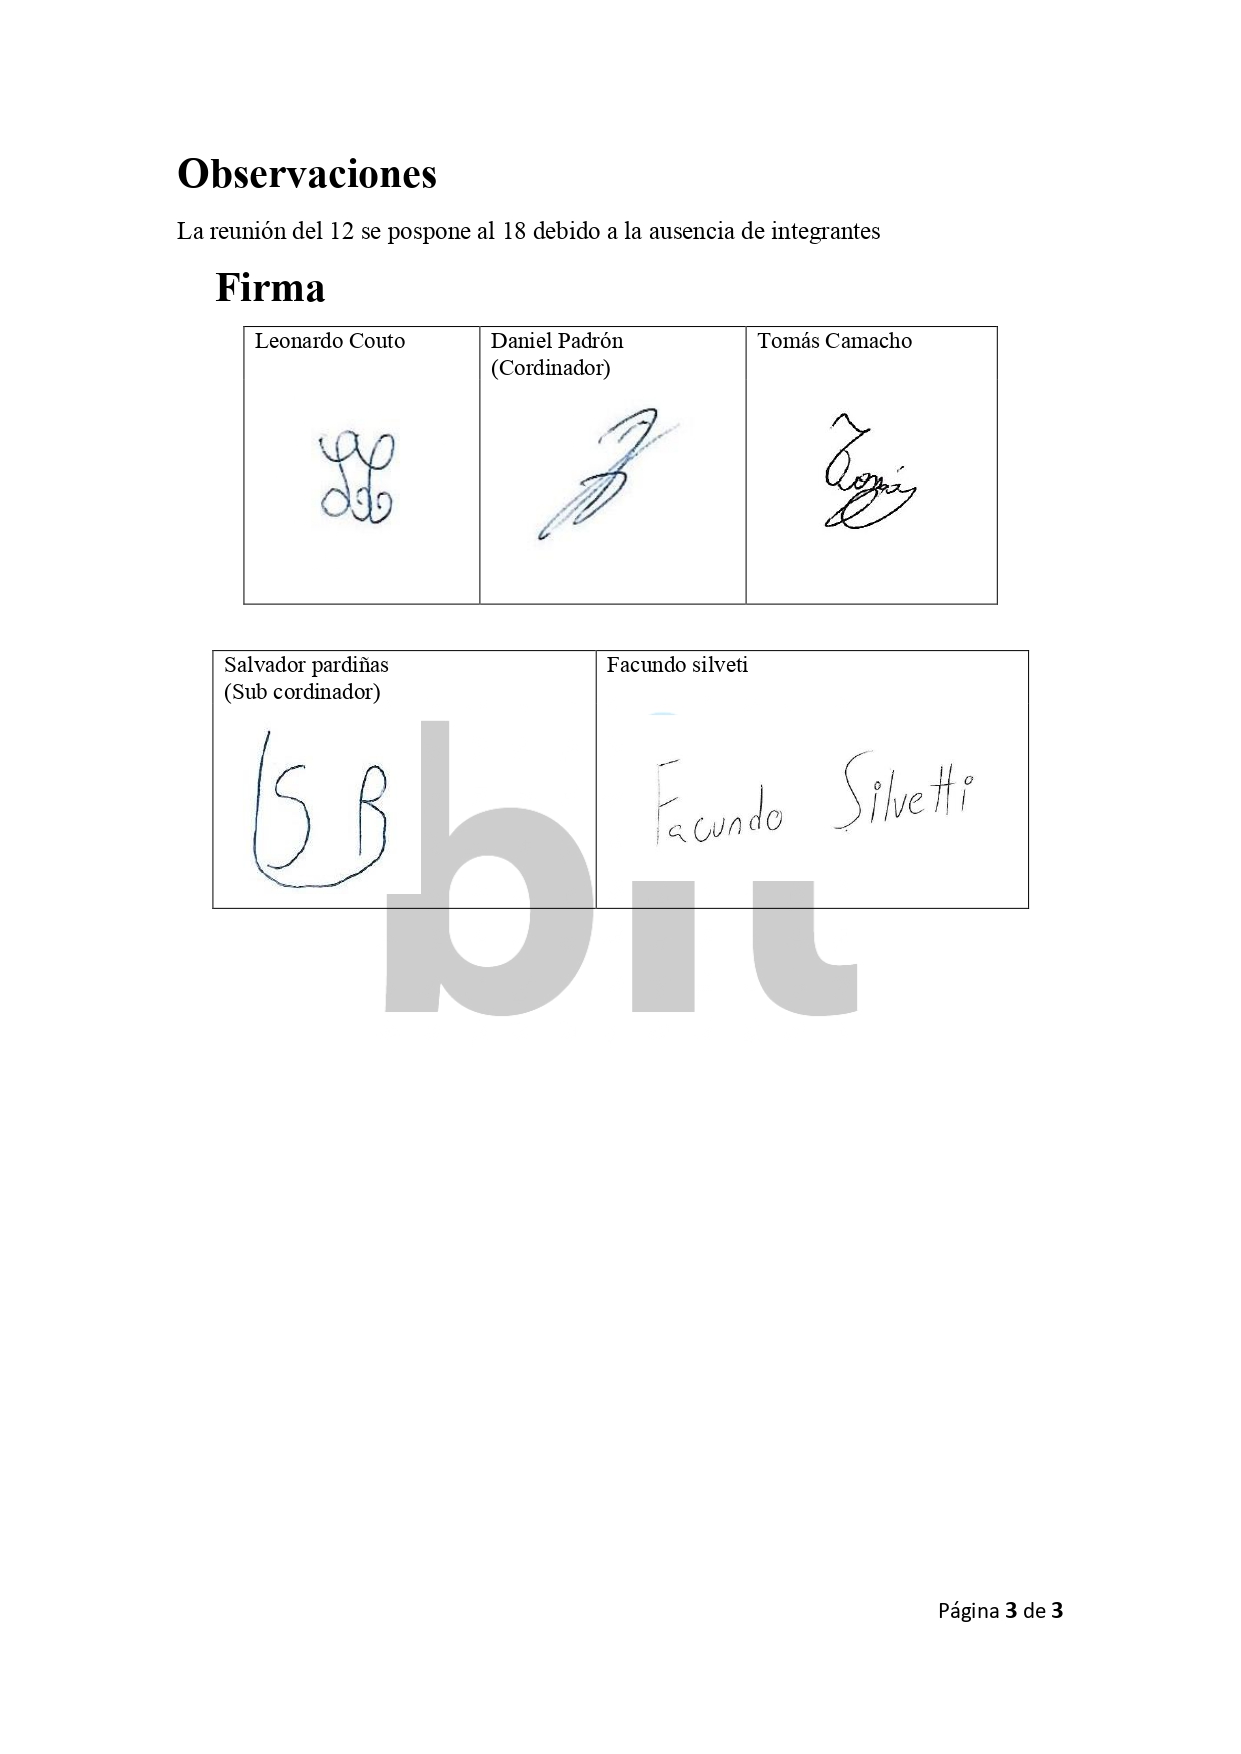 Observaciones
La reunión del 12 se pospone al 18 debido a la ausencia de integrantes
Firma
Leonardo Couto
Daniel Padrón
(Cordinador)
Tomás Camacho
Tomás
Salvador pardiñas
(Sub cordinador)
Facundo silveti
S B
Facundo Silvetti
bit
Página 3 de 3